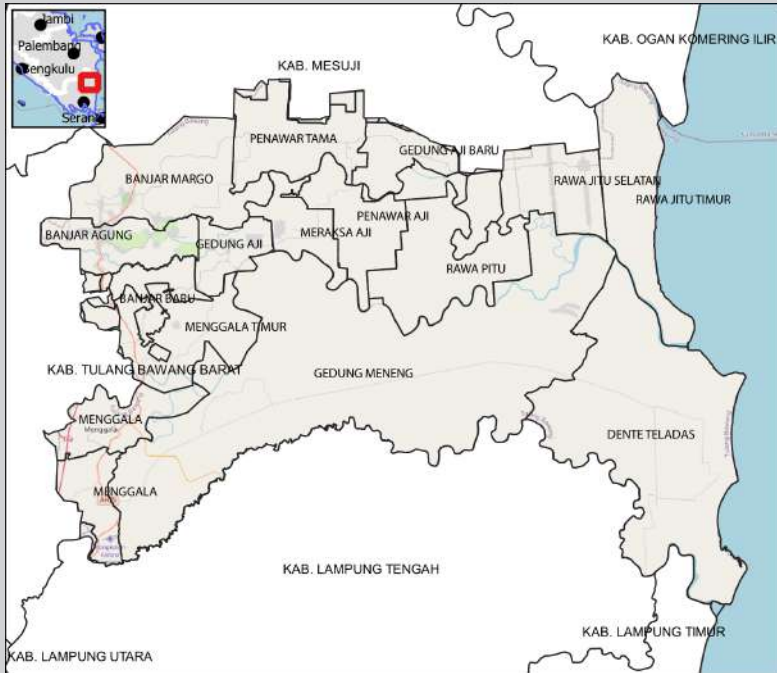 Jambi
Palembang
Bengkulu
Serang
KAB. OGAN KOMERING ILIR
KAB. MESUJI
PENAWAR TAMA
GEDUNG AJI BARU
BANJAR MARGO
RAWA JITU SELATAN
RAWA JITU TIMUR
PENAWAR AJI
BANJAR AGUNG
GEDUNG AJI
MERAKSA AJI
RAWA PITU
BANJAR BARU
MENGGALA TIMUR
KAB. TULANG BAWANG BARAT
GEDUNG MENENG
MENGGALA
Menggala
DENTE TELADAS
MENGGALA
KAB. LAMPUNG TENGAH
KAB. LAMPUNG TIMUR
KAB. LAMPUNG UTARA